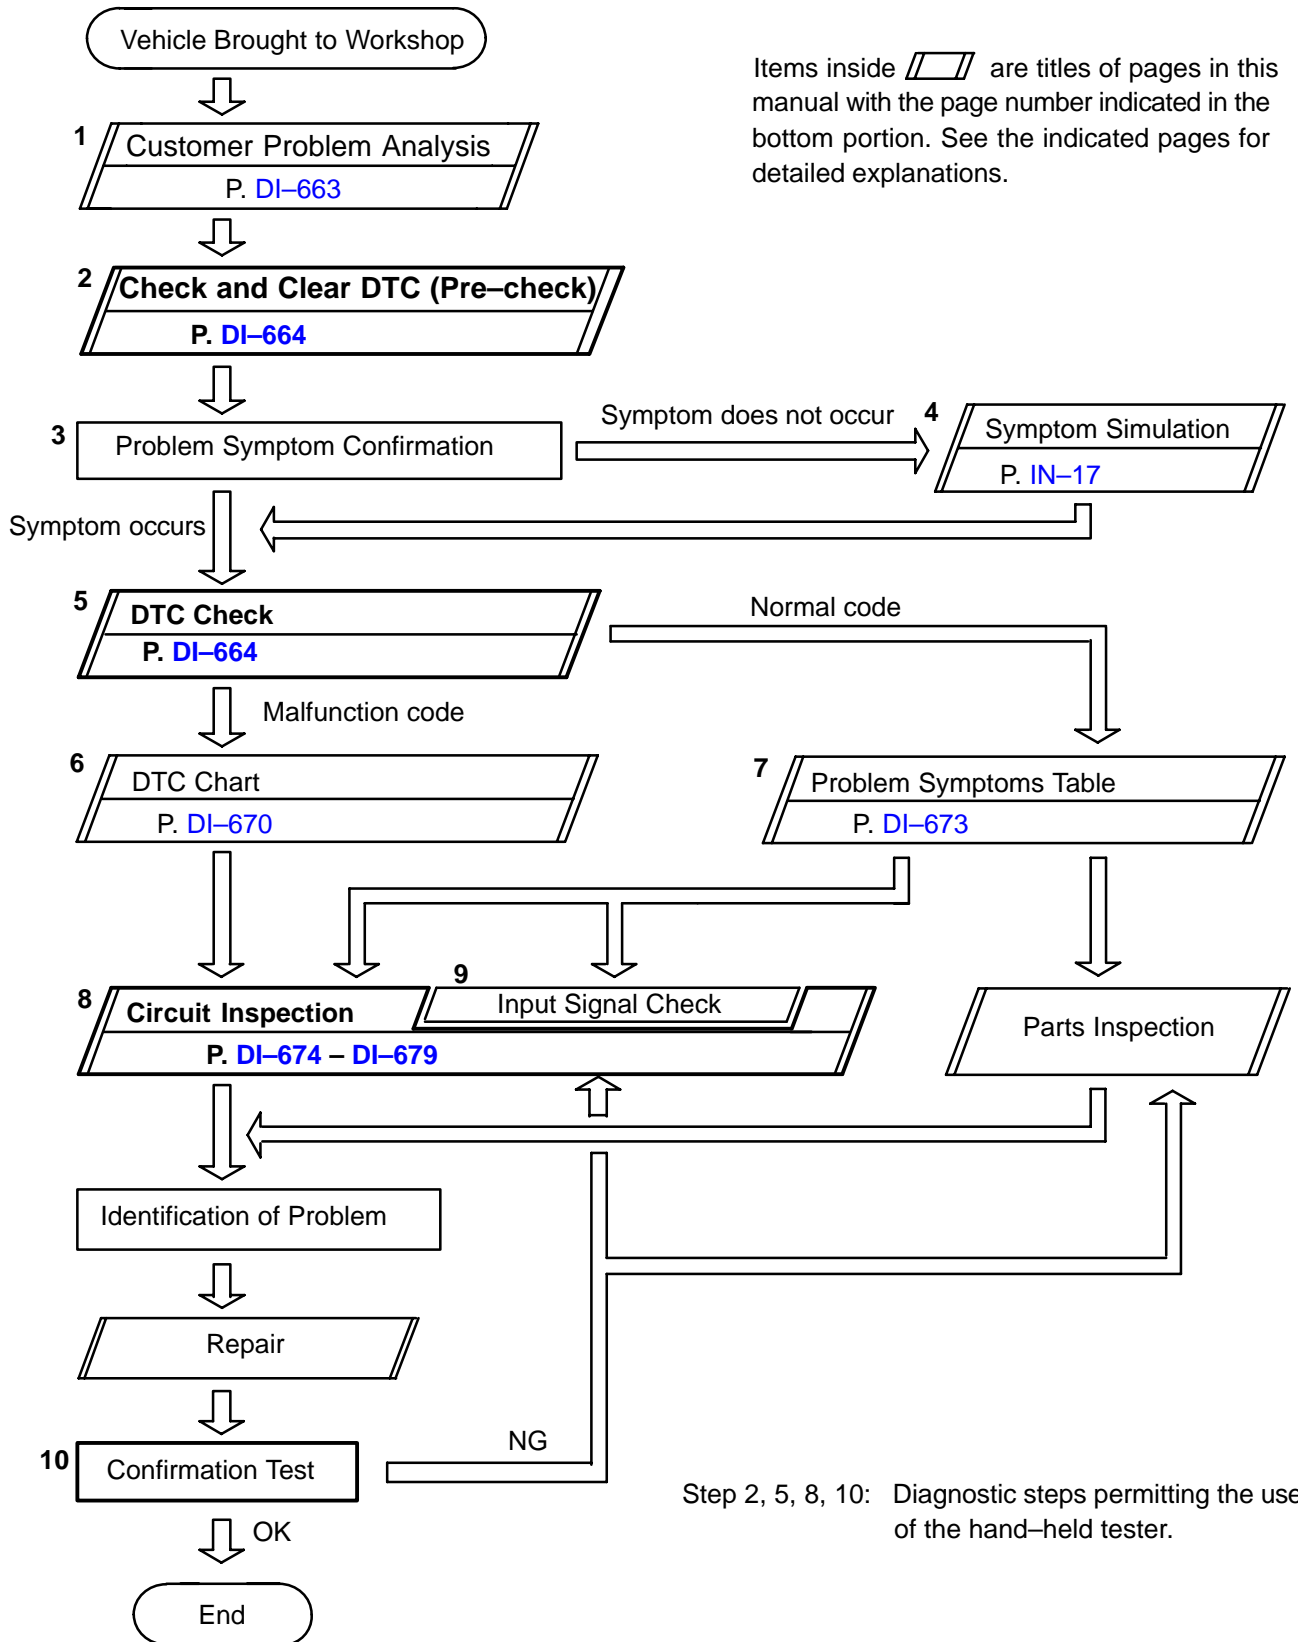 Vehicle Brought to Workshop
Items inside are titles of pages in this
manual with the page number indicated in the
bottom portion. See the indicated pages for
detailed explanations.
1
Customer Problem Analysis
P. DI–663
2
Check and Clear DTC (Pre–check)
P. DI–664
3
Problem Symptom Confirmation
Symptom does not occur
4
Symptom Simulation
P. IN–17
Symptom occurs
5
DTC Check
P. DI–664
Normal code
Malfunction code
6
DTC Chart
P. DI–670
7
Problem Symptoms Table
P. DI–673
8
Circuit Inspection
P. DI–674 – DI–679
9
Input Signal Check
Parts Inspection
Identification of Problem
Repair
10
Confirmation Test
NG
Step 2, 5, 8, 10: Diagnostic steps permitting the use
of the hand–held tester.
OK
End